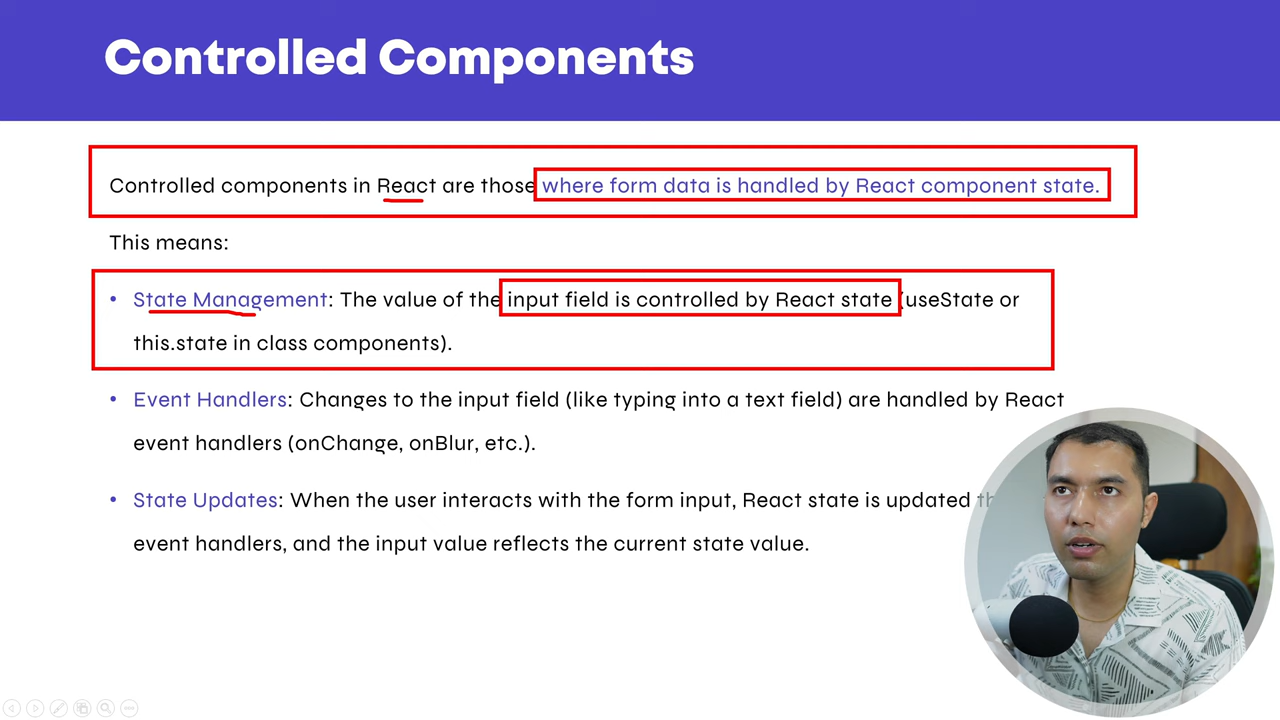 Controlled Components
Controlled components in React are those where form data is handled by React component state.
This means:
• State Management: The value of the input field is controlled by React state (useState or
this.state in class components).
• Event Handlers: Changes to the input field (like typing into a text field) are handled by React
event handlers (onChange, onBlur, etc.).
• State Updates: When the user interacts with the form input, React state is updated
event handlers, and the input value reflects the current state value.